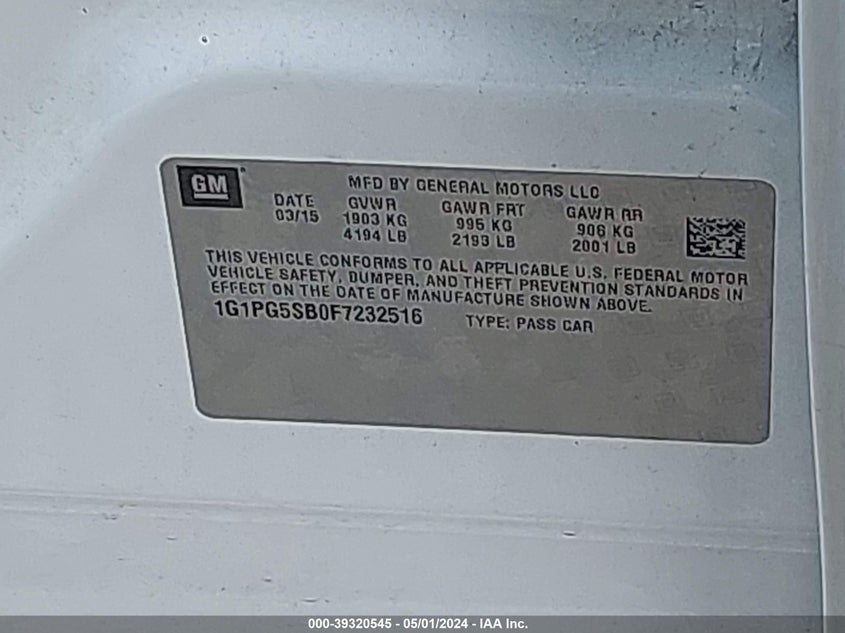 GM ® MFD BY GENERAL MOTORS LLC
DATE GVWR GAWR FRT GAWR RR
03/15 1903 KG 995 KG 906 KG
4194 LB 2193 LB 2001 LB
THIS VEHICLE CONFORMS TO ALL APPLICABLE U.S. FEDERAL MOTOR
VEHICLE SAFETY, BUMPER, AND THEFT PREVENTION STANDARDS IN
EFFECT ON THE DATE OF MANUFACTURE SHOWN ABOVE.
1G1PG5SB0F7232516 TYPE: PASS CAR
000-39320545 - 05/01/2024 - IAA Inc.